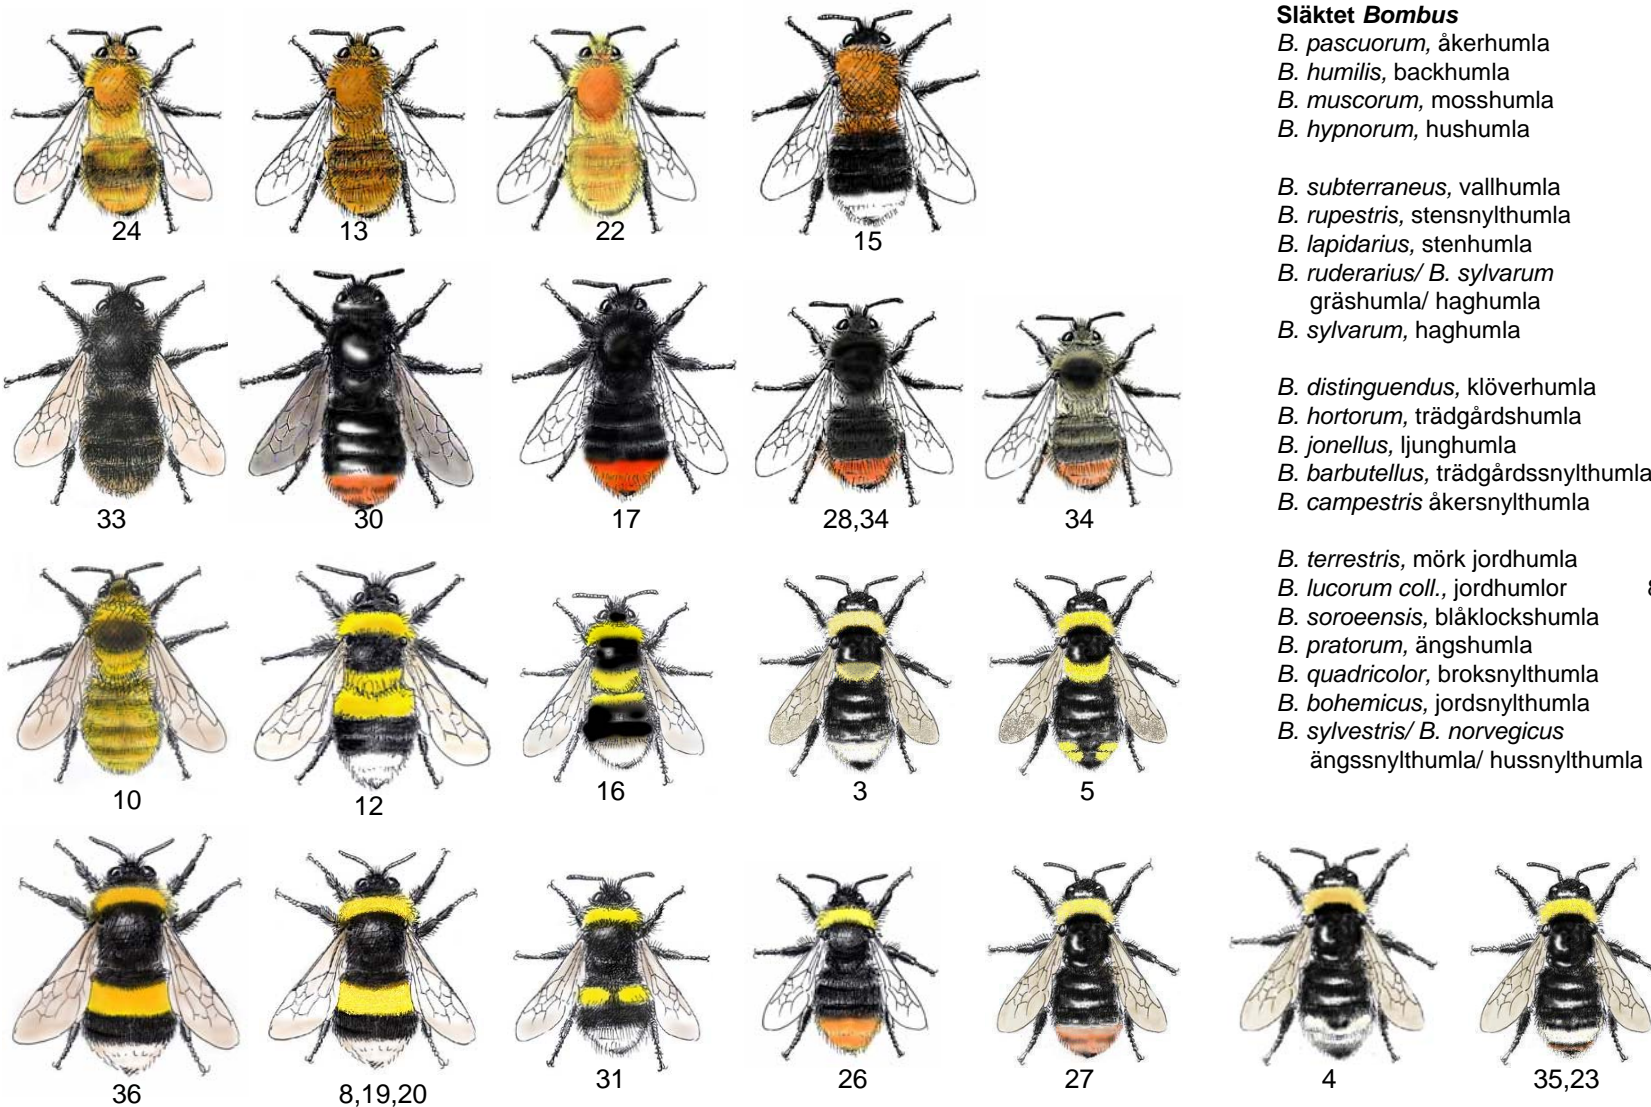 24
13
22
15
33
30
17
28,34
34
10
12
16
3
5
36
8,19,20
31
26
27
4
35,23
Släktet Bombus
B. pascuorum, åkerhumla
B. humilis, backhumla
B. muscorum, mosshumla
B. hypnorum, hushumla
B. subterraneus, vallhumla
B. rupestris, stensnylthumla
B. lapidarius, stenhumla
B. ruderarius/ B. sylvarum
gräshumla/ haghumla
B. sylvarum, haghumla
B. distinguendus, klöverhumla
B. hortorum, trädgårdshumla
B. jonellus, ljunghumla
B. barbutellus, trädgårdssnylthumla
B. campestris åkersnylthumla
B. terrestris, mörk jordhumla
B. lucorum coll., jordhumlor
B. soroeensis, blåklockshumla
B. pratorum, ängshumla
B. quadricolor, broksnylthumla
B. bohemicus, jordsnylthumla
B. sylvestris/ B. norvegicus
ängssnylthumla/ hussnylthumla